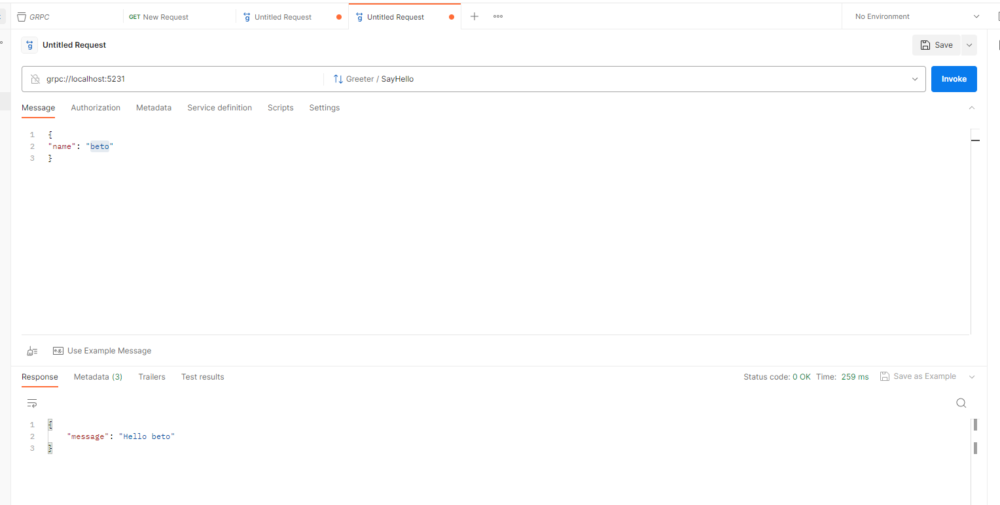 GRPC
GET New Request
Untitled Request
Untitled Request
No Environment
Untitled Request
Save
grpc://localhost:5231
Greeter / SayHello
Invoke
Message Authorization Metadata Service definition Scripts Settings
1 {
2 "name": "beto"
3 }
e.g. Use Example Message
Response Metadata (3) Trailers Test results
Status code: 0 OK Time: 259 ms Save as Example
1 {
2 "message": "Hello beto"
3 }